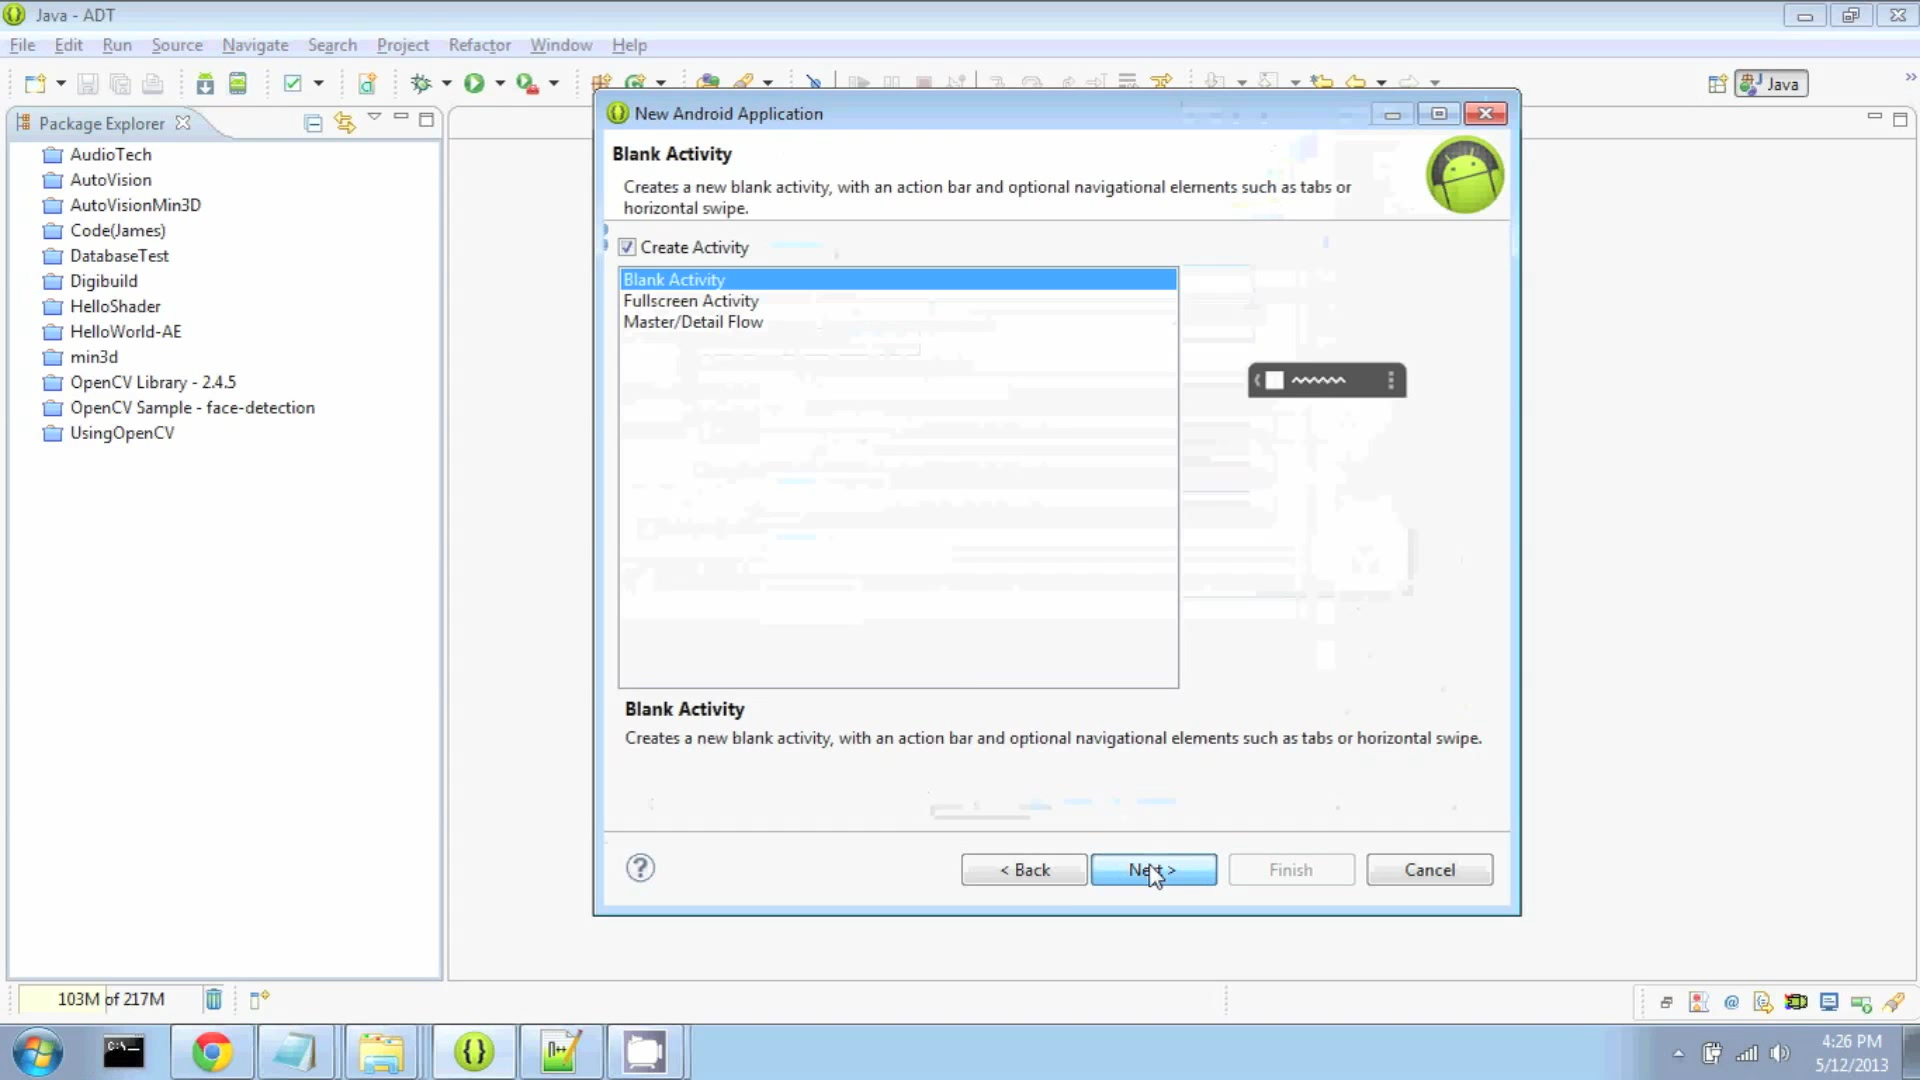 Java - ADT
File Edit Run Source Navigate Search Project Refactor Window Help
Java
Package Explorer
AudioTech
AutoVision
AutoVisionMin3D
Code(James)
DatabaseTest
Digibuild
HelloShader
HelloWorld-AE
min3d
OpenCV Library - 2.4.5
OpenCV Sample - face-detection
UsingOpenCV
New Android Application
Blank Activity
Creates a new blank activity, with an action bar and optional navigational elements such as tabs or
horizontal swipe.
Create Activity
Blank Activity
Fullscreen Activity
Master/Detail Flow
Blank Activity
Creates a new blank activity, with an action bar and optional navigational elements such as tabs or horizontal swipe.
< Back Next > Finish Cancel
103M of 217M
C:\
4:26 PM
5/12/2013